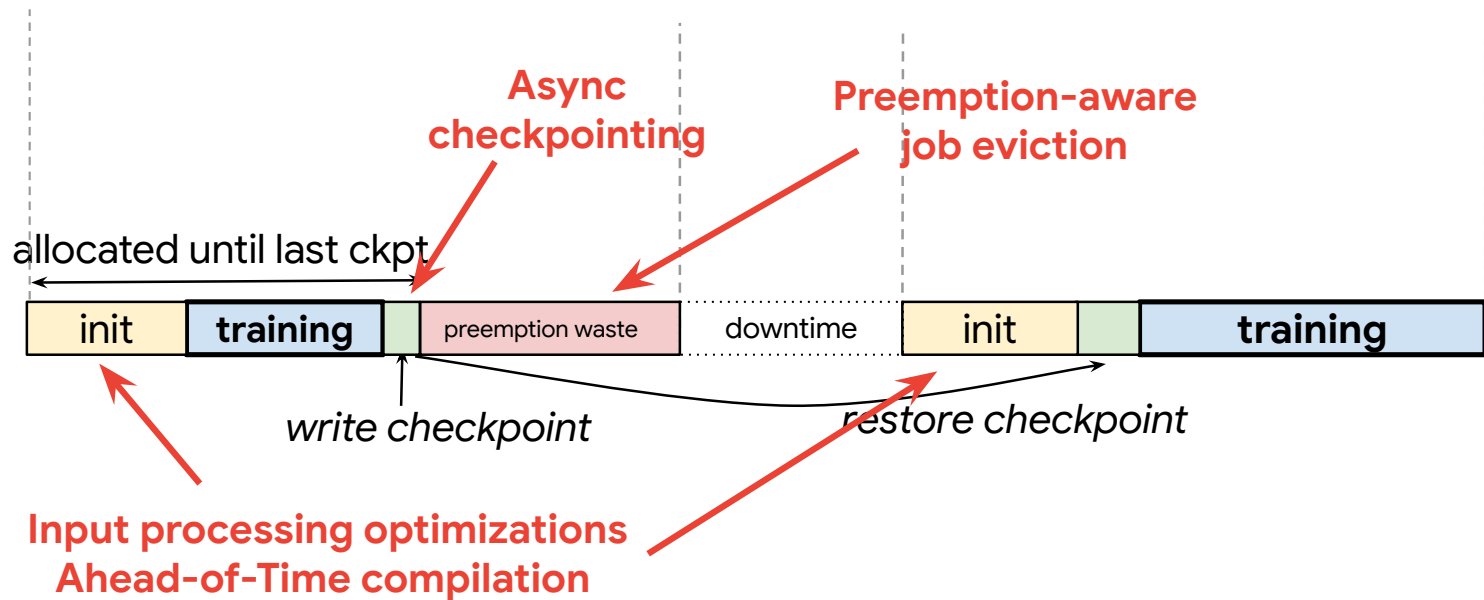 Async
checkpointing
Preemption-aware
job eviction
allocated until last ckpt
init
training
preemption waste
downtime
init
training
write checkpoint
restore checkpoint
Input processing optimizations
Ahead-of-Time compilation